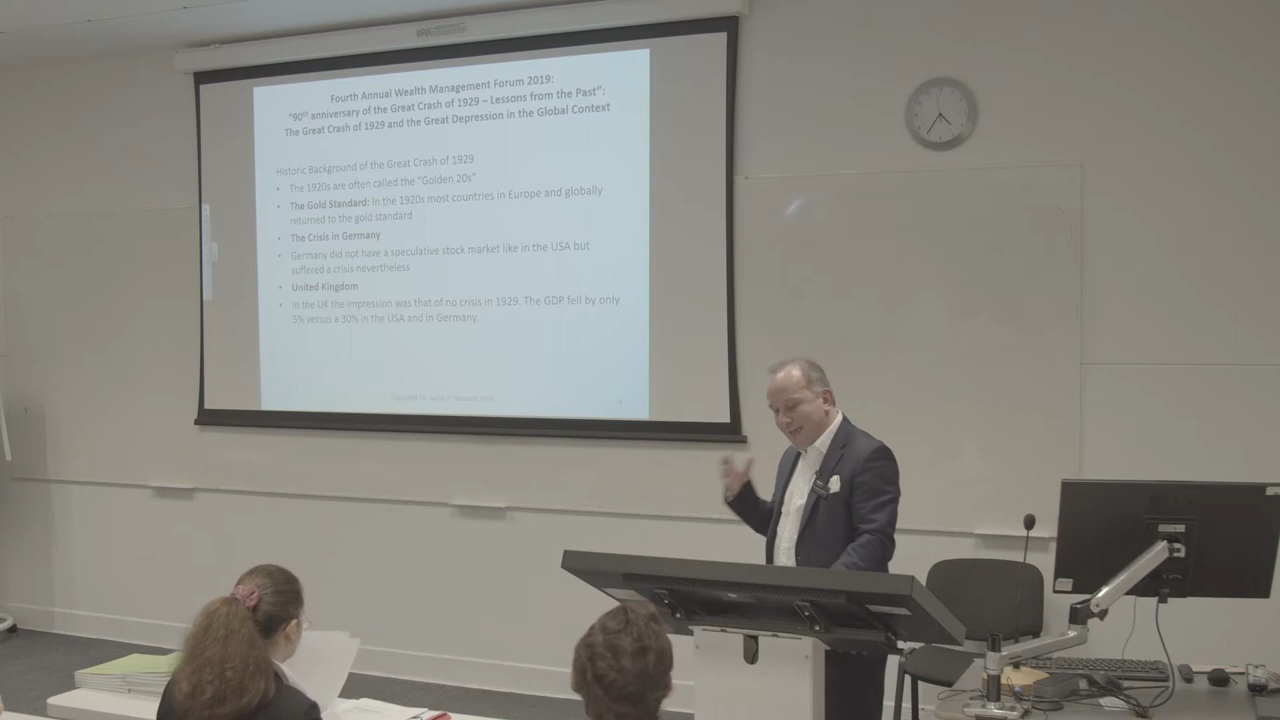 Fourth Annual Wealth Management Forum 2019:
"90th anniversary of the Great Crash of 1929 – Lessons from the Past":
The Great Crash of 1929 and the Great Depression in the Global Context
Historic Background of the Great Crash of 1929
• The 1920s are often called the "Golden 20s"
• The Gold Standard: In the 1920s most countries in Europe and globally
returned to the gold standard
• The Crisis in Germany
• Germany did not have a speculative stock market like in the USA but
suffered a crisis nevertheless
• United Kingdom
• In the UK the impression was that of no crisis in 1929. The GDP fell by only
5% versus a 30% in the USA and in Germany.